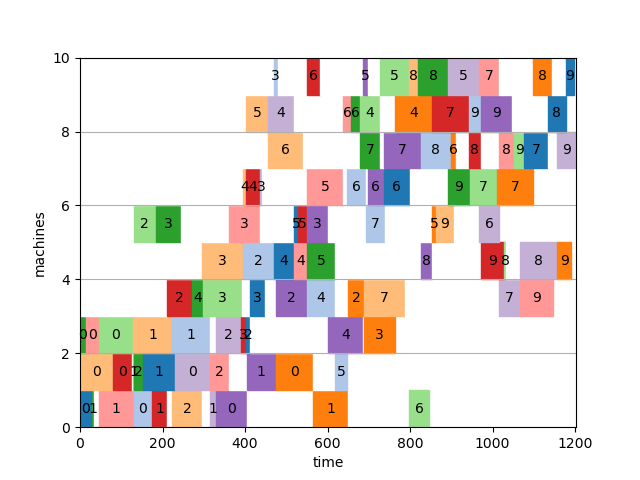 10
3 6 5 5 8 8 5 7 8 9
5 4 6 6 4 4 7 9 9 8
8
6 7 7 8 6 8 8 9 7 9
4 4 3 5 6 6 6 9 7 7
6
2 3 3 5 5 3 7 5 9 6
3 2 4 4 5 8 9 8 8 9
4
2 4 3 3 2 4 2 7 7 9
0 0 0 1 1 2 3 2 4 3
2
0 0 1 2 1 0 2 1 0 5
0 1 1 0 1 2 1 0 1 6
0
machines
0 200 400 600 800 1000 1200
time